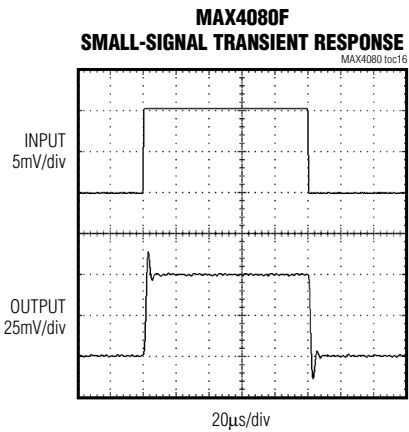 MAX4080F
SMALL-SIGNAL TRANSIENT RESPONSE
MAX4080 toc16
INPUT
5mV/div
OUTPUT
25mV/div
20μs/div